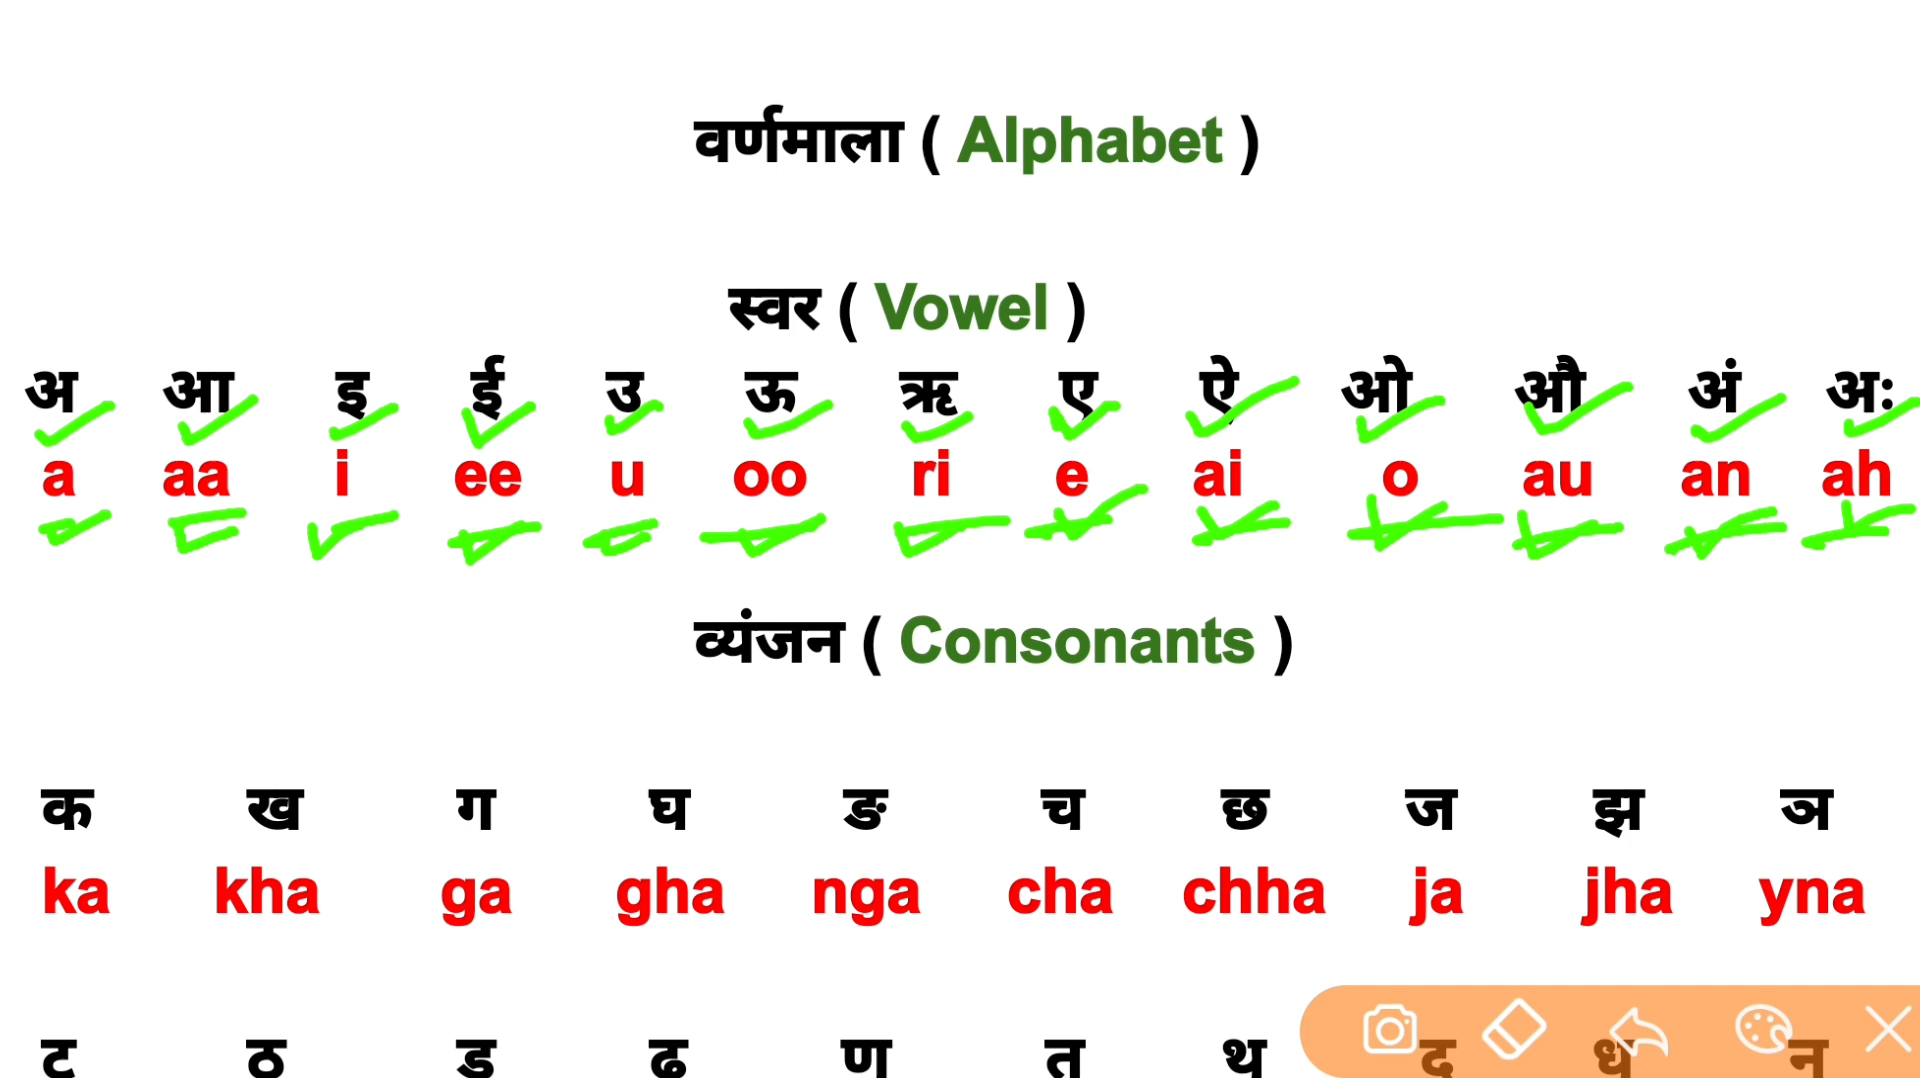 वर्णमाला ( Alphabet )
स्वर ( Vowel )
अ आ इ ई उ ऊ ऋ ए ऐ ओ औ अं अः
a aa i ee u oo ri e ai o au an ah
व्यंजन ( Consonants )
क ख ग घ ङ च छ ज झ ञ
ka kha ga gha nga cha chha ja jha yna
ट ठ ड ढ ण त थ द ध न